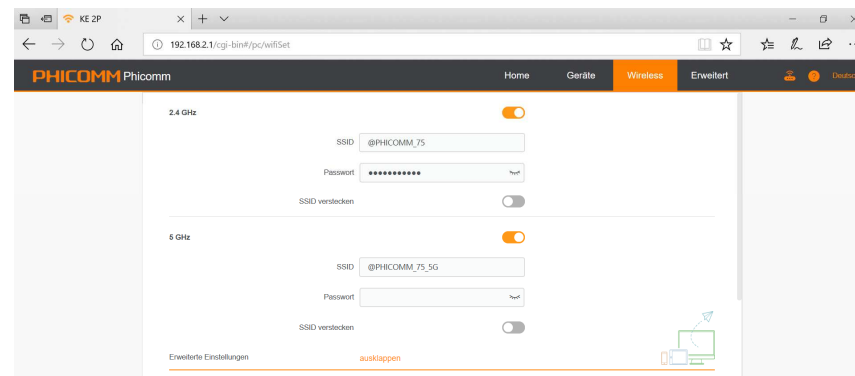 KE 2P
192.168.2.1/cgi-bin#/pc/wifiSet
PHICOMM Phicomm Home Geräte Wireless Erweitert ? Deutsc
2.4 GHz
SSID @PHICOMM_75
Passwort
SSID verstecken
5 GHz
SSID @PHICOMM_75_5G
Passwort
SSID verstecken
Erweiterte Einstellungen ausklappen